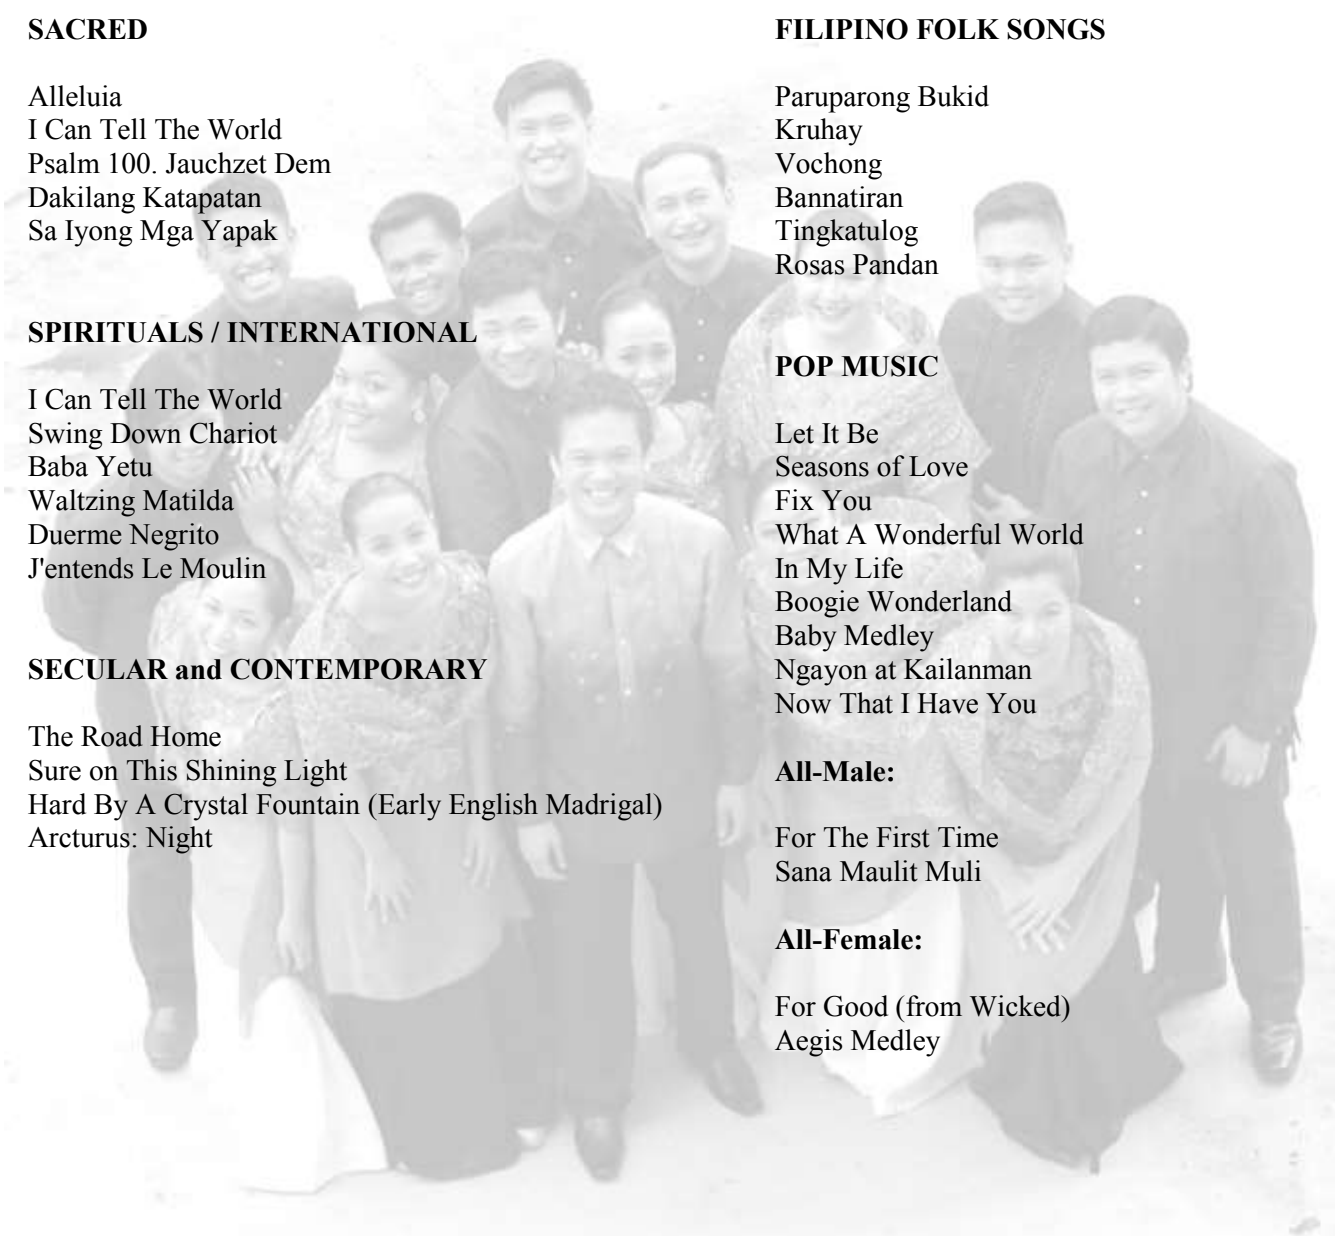 SACRED
Alleluia
I Can Tell The World
Psalm 100. Jauchzet Dem
Dakilang Katapatan
Sa Iyong Mga Yapak
SPIRITUALS / INTERNATIONAL
I Can Tell The World
Swing Down Chariot
Baba Yetu
Waltzing Matilda
Duerme Negrito
J'entends Le Moulin
SECULAR and CONTEMPORARY
The Road Home
Sure on This Shining Light
Hard By A Crystal Fountain (Early English Madrigal)
Arcturus: Night
FILIPINO FOLK SONGS
Paruparong Bukid
Kruhay
Vochong
Bannatiran
Tingkatulog
Rosas Pandan
POP MUSIC
Let It Be
Seasons of Love
Fix You
What A Wonderful World
In My Life
Boogie Wonderland
Baby Medley
Ngayon at Kailanman
Now That I Have You
All-Male:
For The First Time
Sana Maulit Muli
All-Female:
For Good (from Wicked)
Aegis Medley